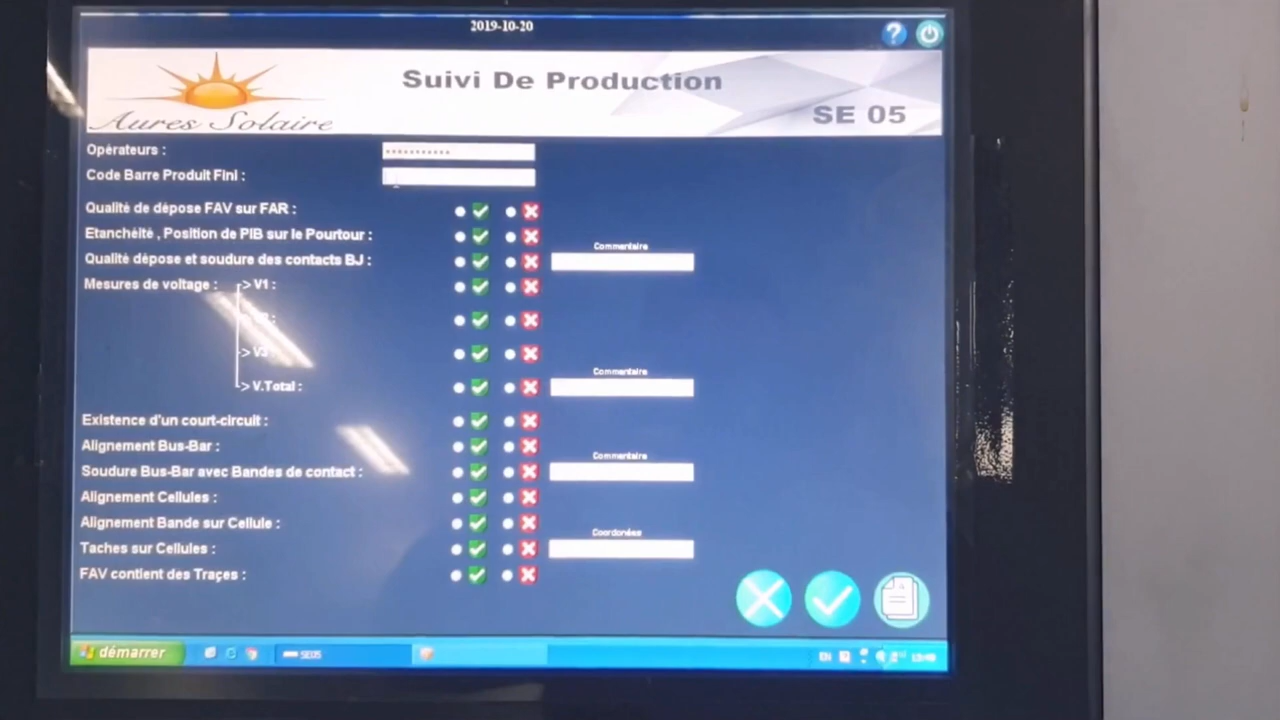 2019-10-20
Suivi De Production
SE 05
Aures Solaire
Opérateurs :
Code Barre Produit Fini :
Qualité de dépose FAV sur FAR :
Etanchéité , Position de PIB sur le Pourtour :
Commentaire
Qualité dépose et soudure des contacts BJ :
Mesures de voltage : > V1 :
> V3
Commentaire
> V.Total :
Existence d'un court-circuit :
Alignement Bus-Bar :
Commentaire
Soudure Bus-Bar avec Bandes de contact :
Alignement Cellules :
Alignement Bande sur Cellule :
Coordonées
Taches sur Cellules :
FAV contient des Traçes :
démarrer
SE05
EN